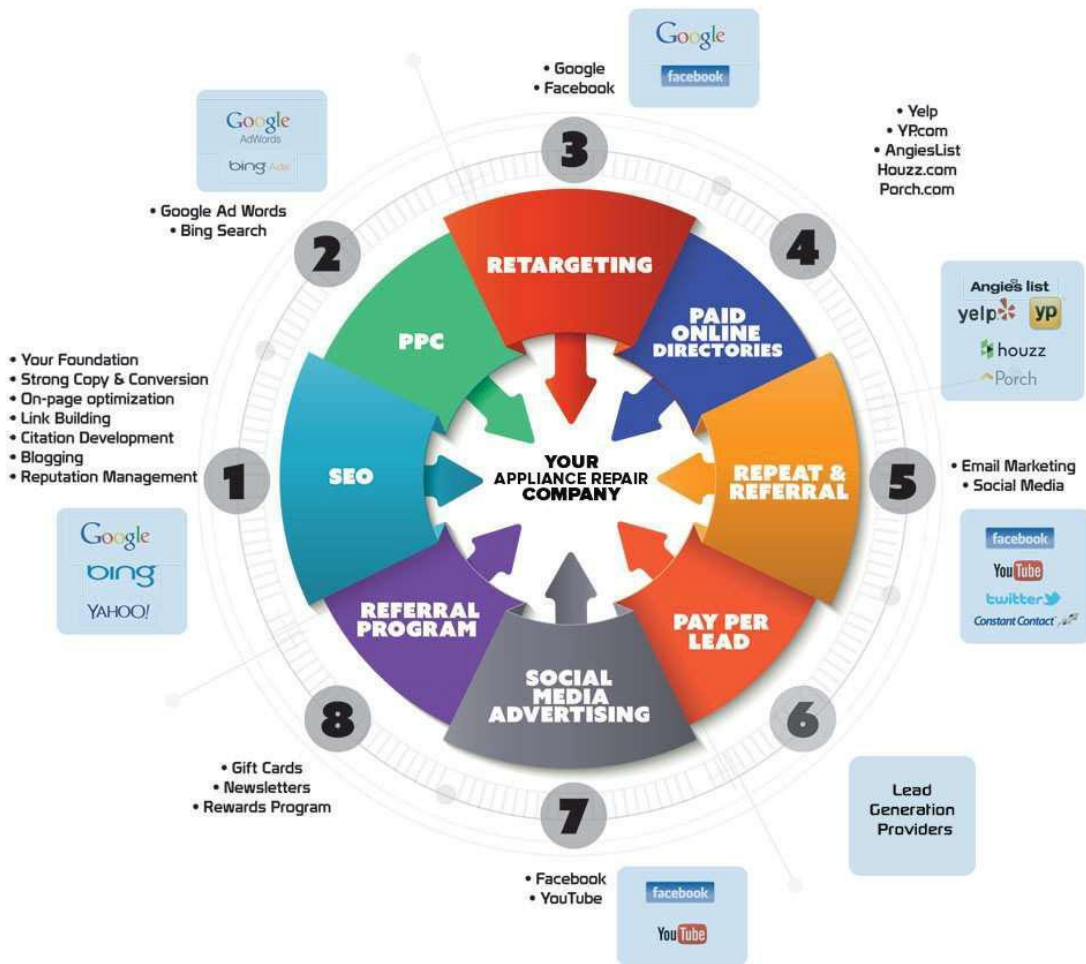 Google
facebook
• Google
• Facebook
Google
AdWords
bing Ads
• Google Ad Words
• Bing Search
• Yelp
• YP.com
• AngiesList
Houzz.com
Porch.com
3
2
4
RETARGETING
PPC
PAID
ONLINE
DIRECTORIES
Angie's list
yelp
yp
houzz
Porch
• Your Foundation
• Strong Copy & Conversion
• On-page optimization
• Link Building
• Citation Development
• Blogging
• Reputation Management
1
SEO
YOUR
APPLIANCE REPAIR
COMPANY
REPEAT &
REFERRAL
5
• Email Marketing
• Social Media
Google
bing
YAHOO!
facebook
YouTube
twitter
Constant Contact
REFERRAL
PROGRAM
PAY PER
LEAD
SOCIAL
MEDIA
ADVERTISING
8
6
7
• Gift Cards
• Newsletters
• Rewards Program
Lead
Generation
Providers
• Facebook
• YouTube
facebook
YouTube